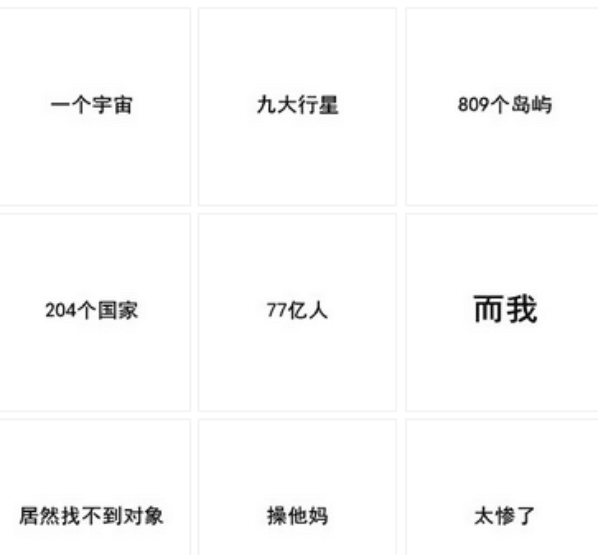 一个宇宙
九大行星
809个岛屿
204个国家
77亿人
而我
居然找不到对象
操他妈
太惨了